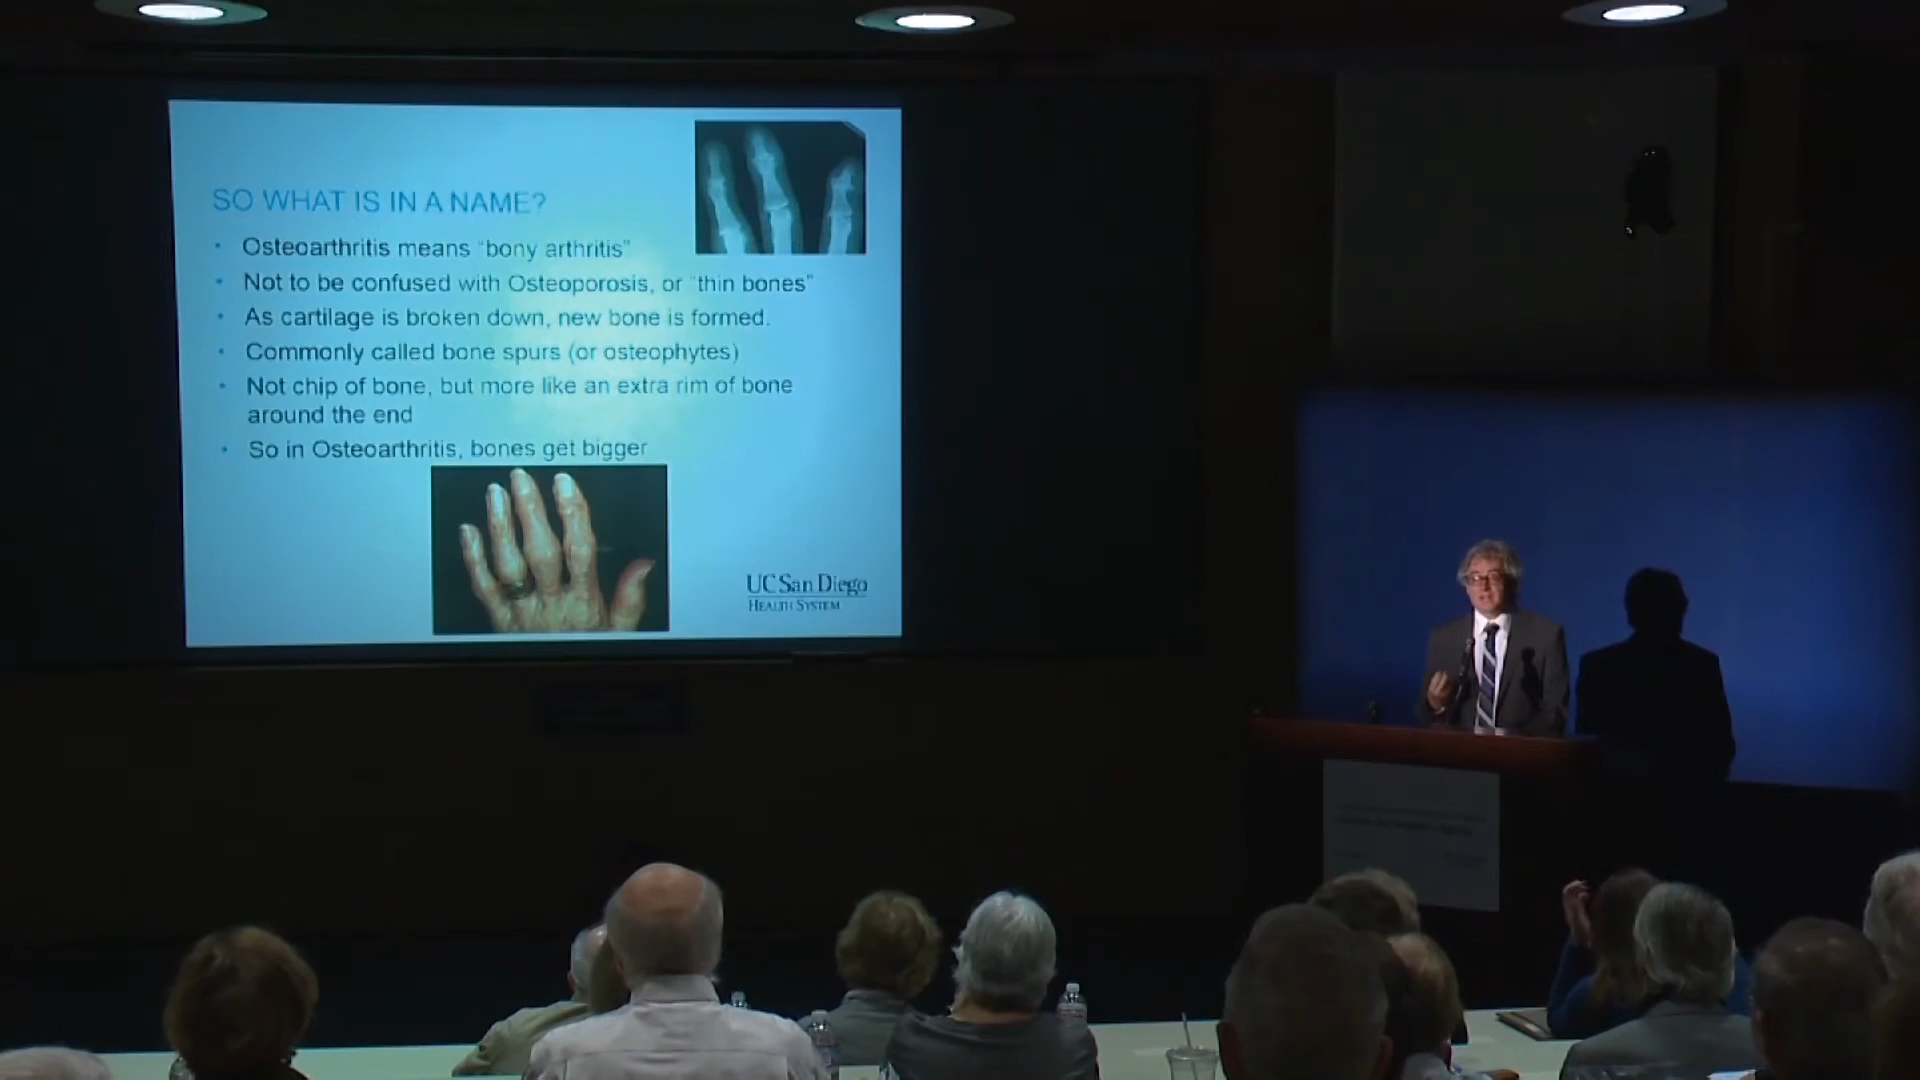 SO WHAT IS IN A NAME?
• Osteoarthritis means "bony arthritis"
• Not to be confused with Osteoporosis, or "thin bones"
• As cartilage is broken down, new bone is formed.
• Commonly called bone spurs (or osteophytes)
• Not chip of bone, but more like an extra rim of bone
around the end
• So in Osteoarthritis, bones get bigger
UC San Diego
HEALTH SYSTEM